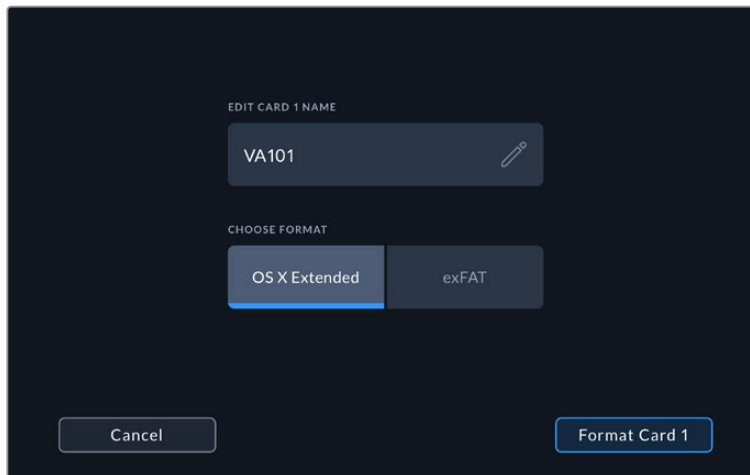 EDIT CARD 1 NAME
VA101
CHOOSE FORMAT
OS X Extended exFAT
Cancel Format Card 1